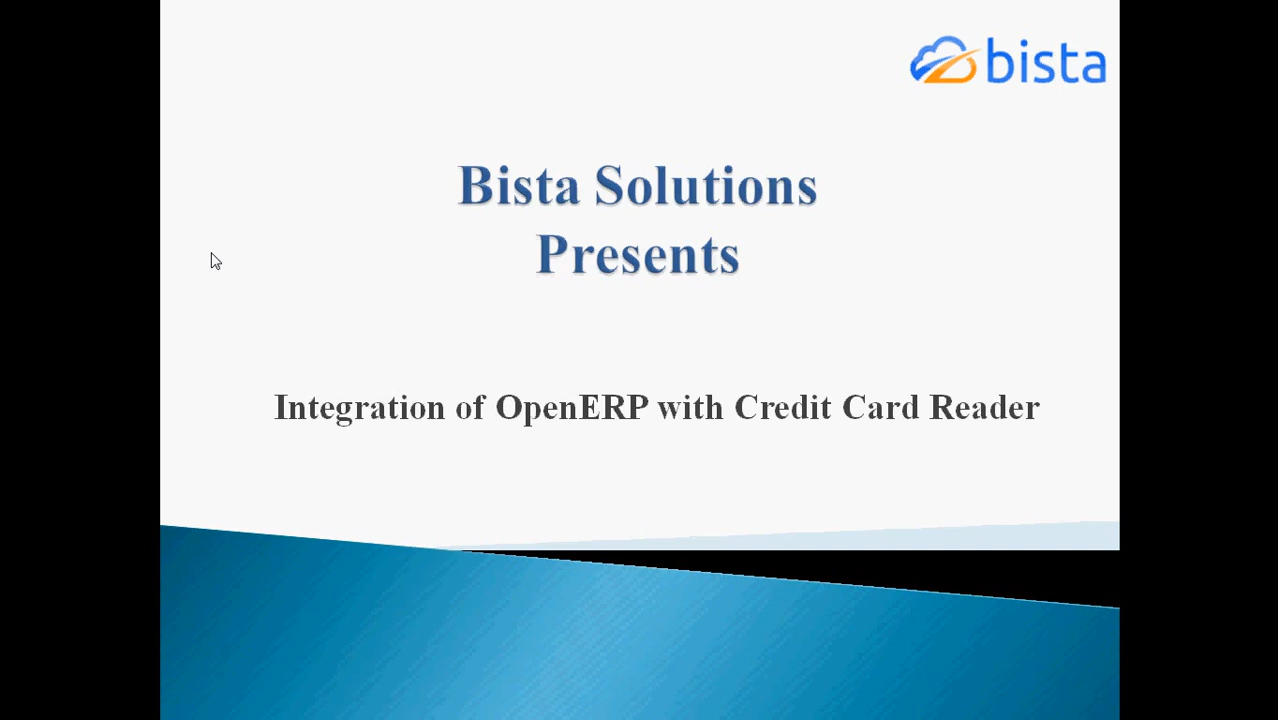 bista
Bista Solutions
Presents
Integration of OpenERP with Credit Card Reader